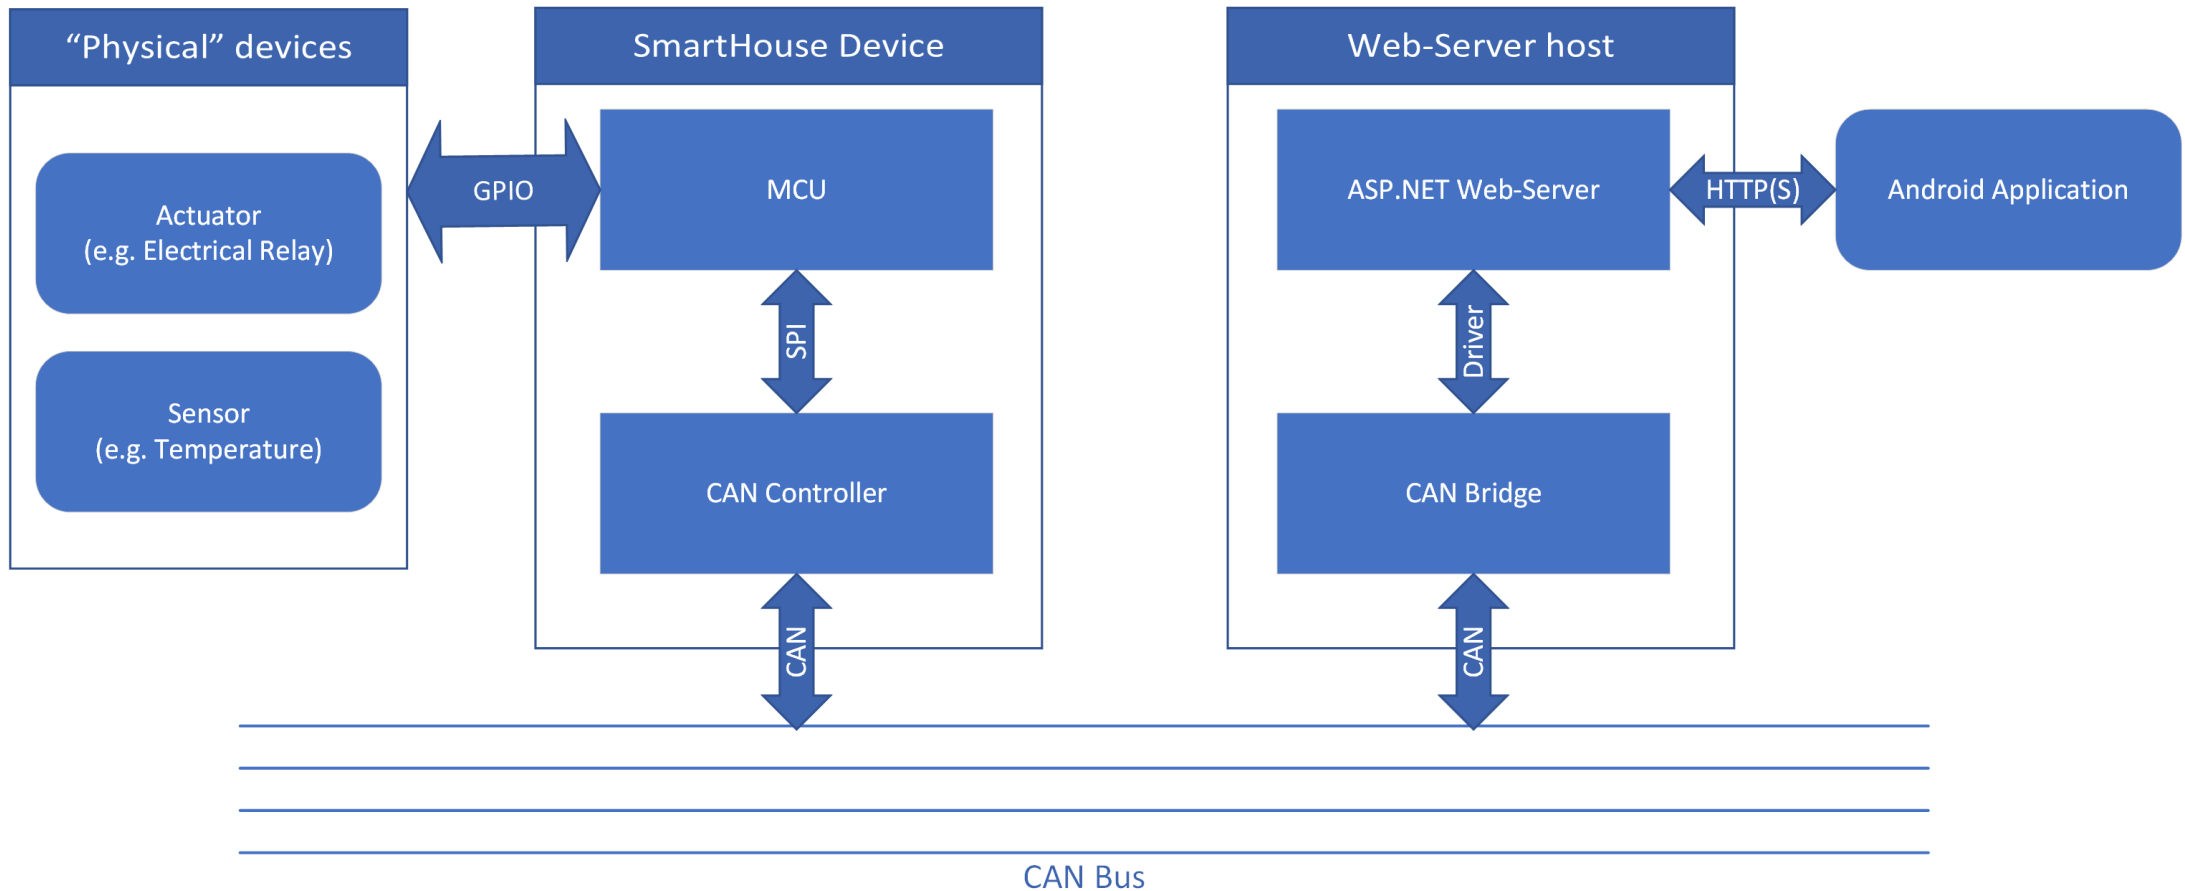 “Physical” devices
Actuator
(e.g. Electrical Relay)
Sensor
(e.g. Temperature)
GPIO
SmartHouse Device
MCU
SPI
CAN Controller
CAN
Web-Server host
ASP.NET Web-Server
Driver
CAN Bridge
CAN
HTTP(S)
Android Application
CAN Bus